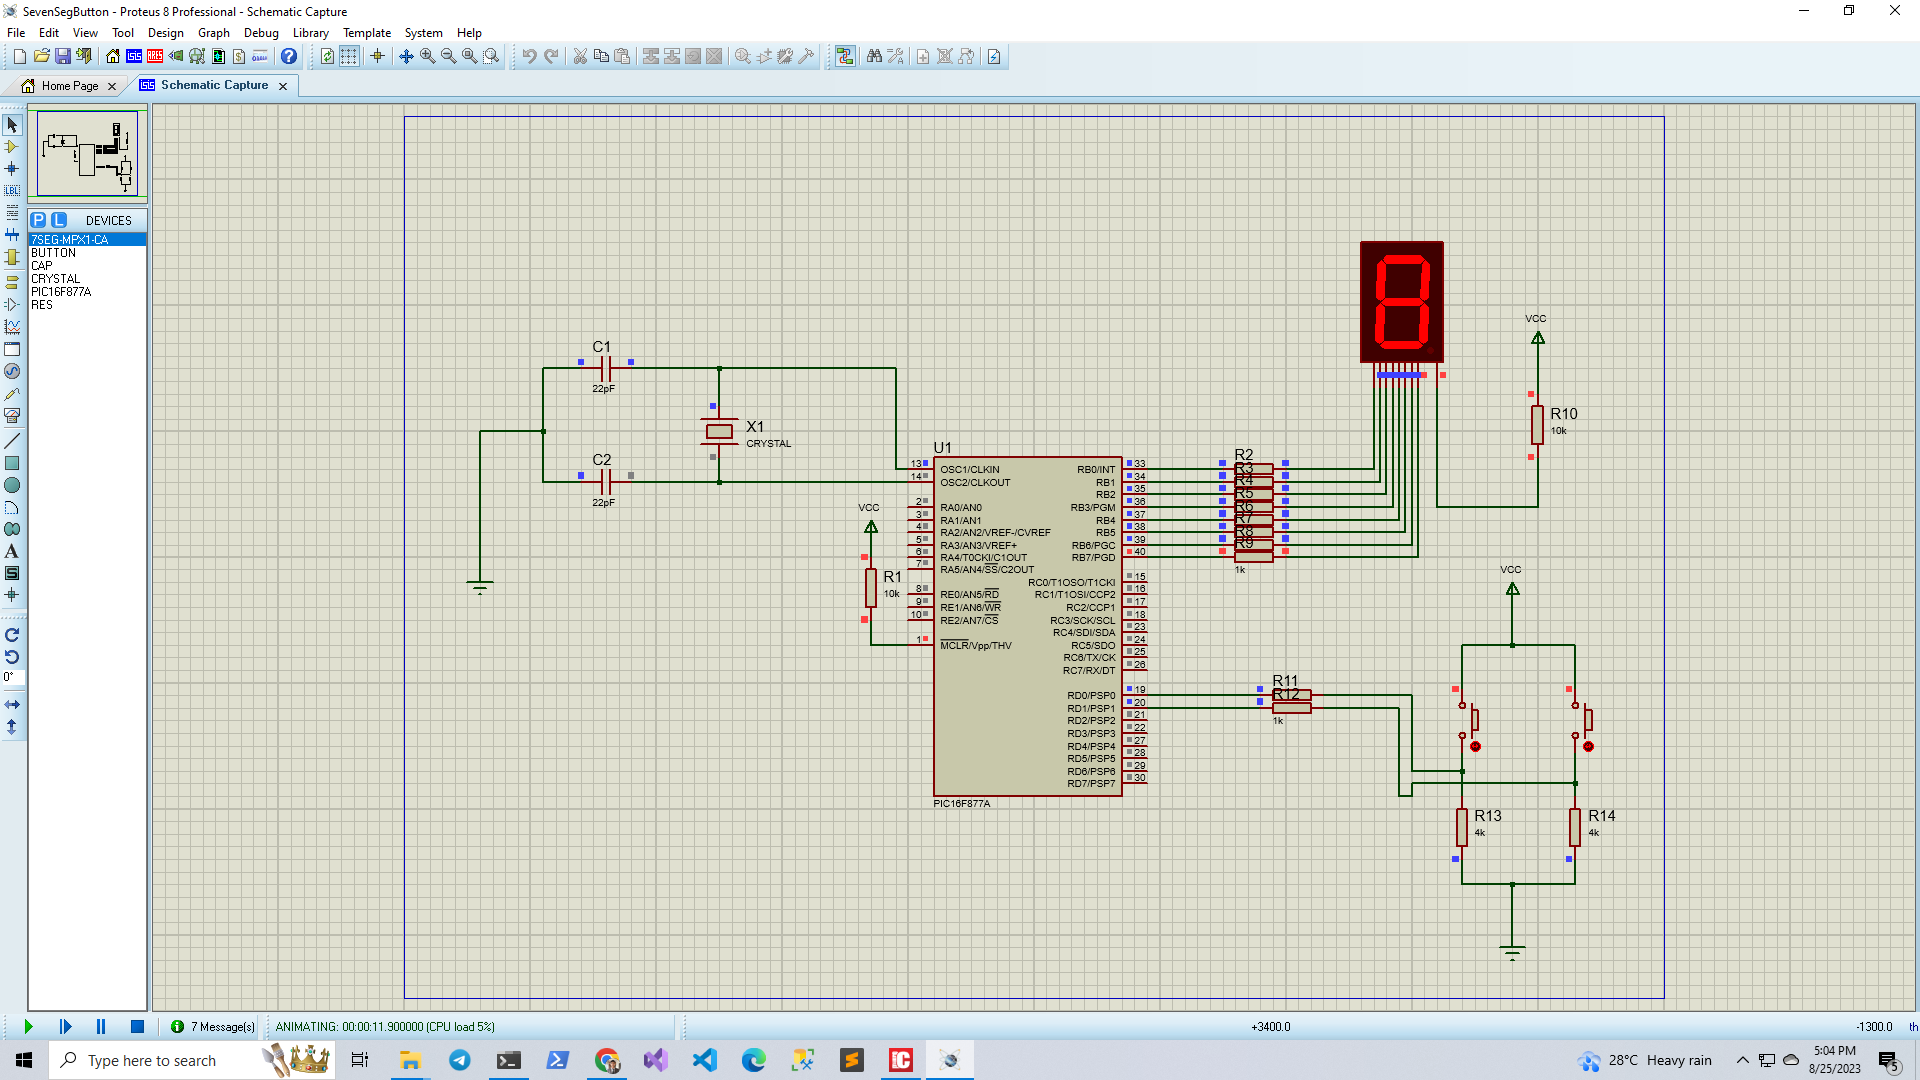 SevenSegButton - Proteus 8 Professional - Schematic Capture
File Edit View Tool Design Graph Debug Library Template System Help
Home Page
Schematic Capture
P L DEVICES
7SEG-MPX1-CA
BUTTON
CAP
CRYSTAL
PIC16F877A
RES
LBL
A
0°
C1
22pF
C2
22pF
X1
CRYSTAL
VCC
R1
10k
U1
13 OSC1/CLKIN
14 OSC2/CLKOUT
2 RA0/AN0
3 RA1/AN1
4 RA2/AN2/VREF-/CVREF
5 RA3/AN3/VREF+
6 RA4/T0CKI/C1OUT
7 RA5/AN4/SS/C2OUT
8 RE0/AN5/RD
9 RE1/AN6/WR
10 RE2/AN7/CS
1 MCLR/Vpp/THV
RB0/INT 33
RB1 34
RB2 35
RB3/PGM 36
RB4 37
RB5 38
RB6/PGC 39
RB7/PGD 40
RC0/T1OSO/T1CKI 15
RC1/T1OSI/CCP2 16
RC2/CCP1 17
RC3/SCK/SCL 18
RC4/SDI/SDA 23
RC5/SDO 24
RC6/TX/CK 25
RC7/RX/DT 26
RD0/PSP0 19
RD1/PSP1 20
RD2/PSP2 21
RD3/PSP3 22
RD4/PSP4 27
RD5/PSP5 28
RD6/PSP6 29
RD7/PSP7 30
PIC16F877A
R2
R3
R4
R5
R6
R7
R8
R9
1k
8
VCC
R10
10k
R11
R12
1k
VCC
R13
4k
R14
4k
7 Message(s)
ANIMATING: 00:00:11.900000 (CPU load 5%)
+3400.0
-1300.0 th
Type here to search
28°C Heavy rain
5:04 PM
8/25/2023
5